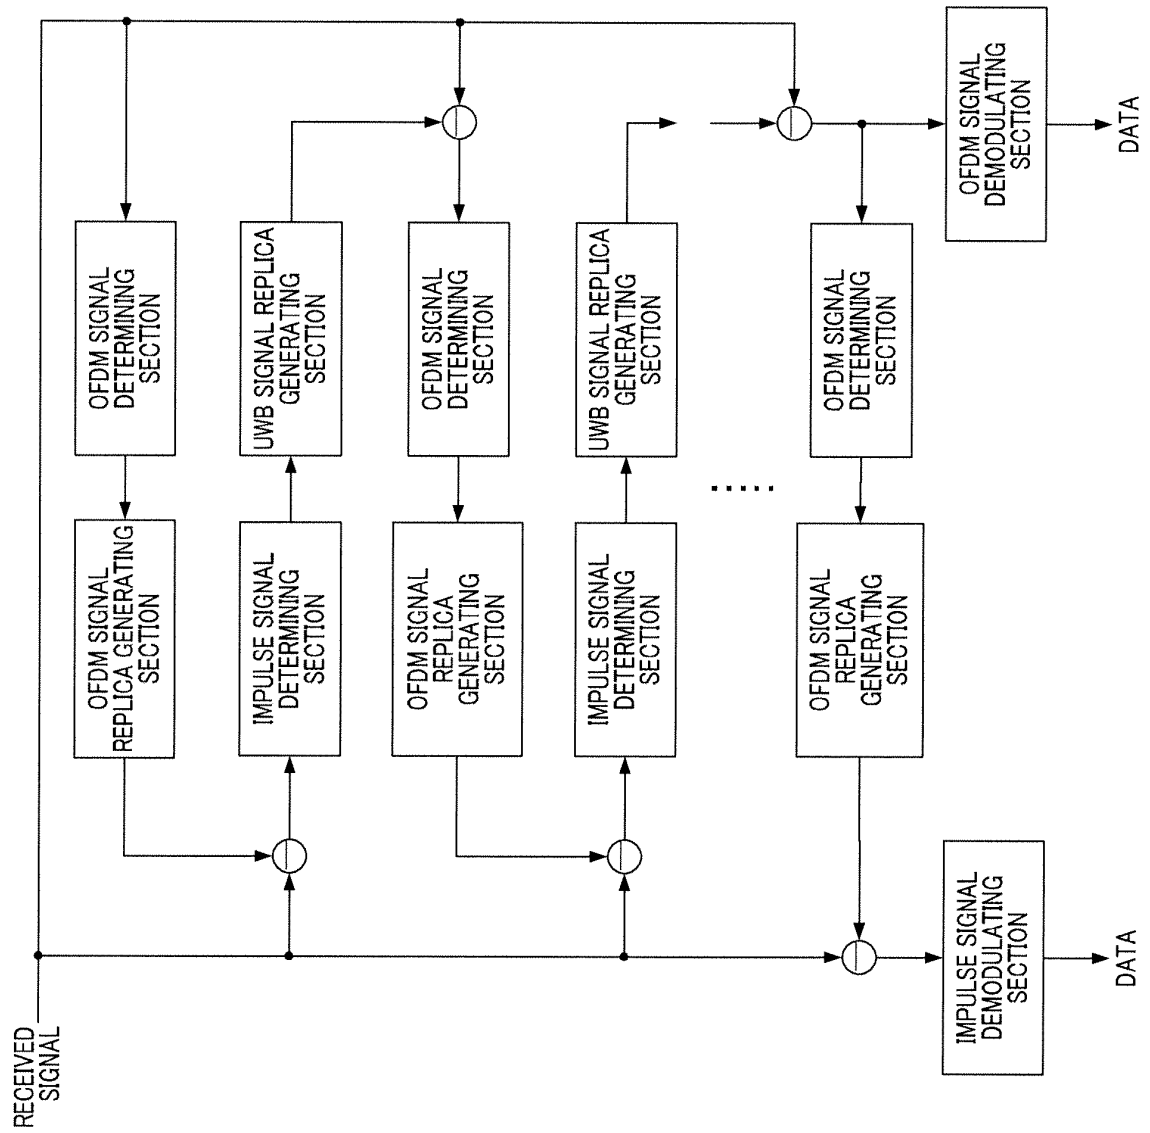 RECEIVED
SIGNAL
OFDM SIGNAL
REPLICA GENERATING
SECTION
OFDM SIGNAL
DETERMINING
SECTION
IMPULSE SIGNAL
DETERMINING
SECTION
UWB SIGNAL REPLICA
GENERATING
SECTION
OFDM SIGNAL
REPLICA
GENERATING
SECTION
OFDM SIGNAL
DETERMINING
SECTION
IMPULSE SIGNAL
DETERMINING
SECTION
UWB SIGNAL REPLICA
GENERATING
SECTION
.....
OFDM SIGNAL
REPLICA
GENERATING
SECTION
OFDM SIGNAL
DETERMINING
SECTION
IMPULSE SIGNAL
DEMODULATING
SECTION
OFDM SIGNAL
DEMODULATING
SECTION
DATA
DATA